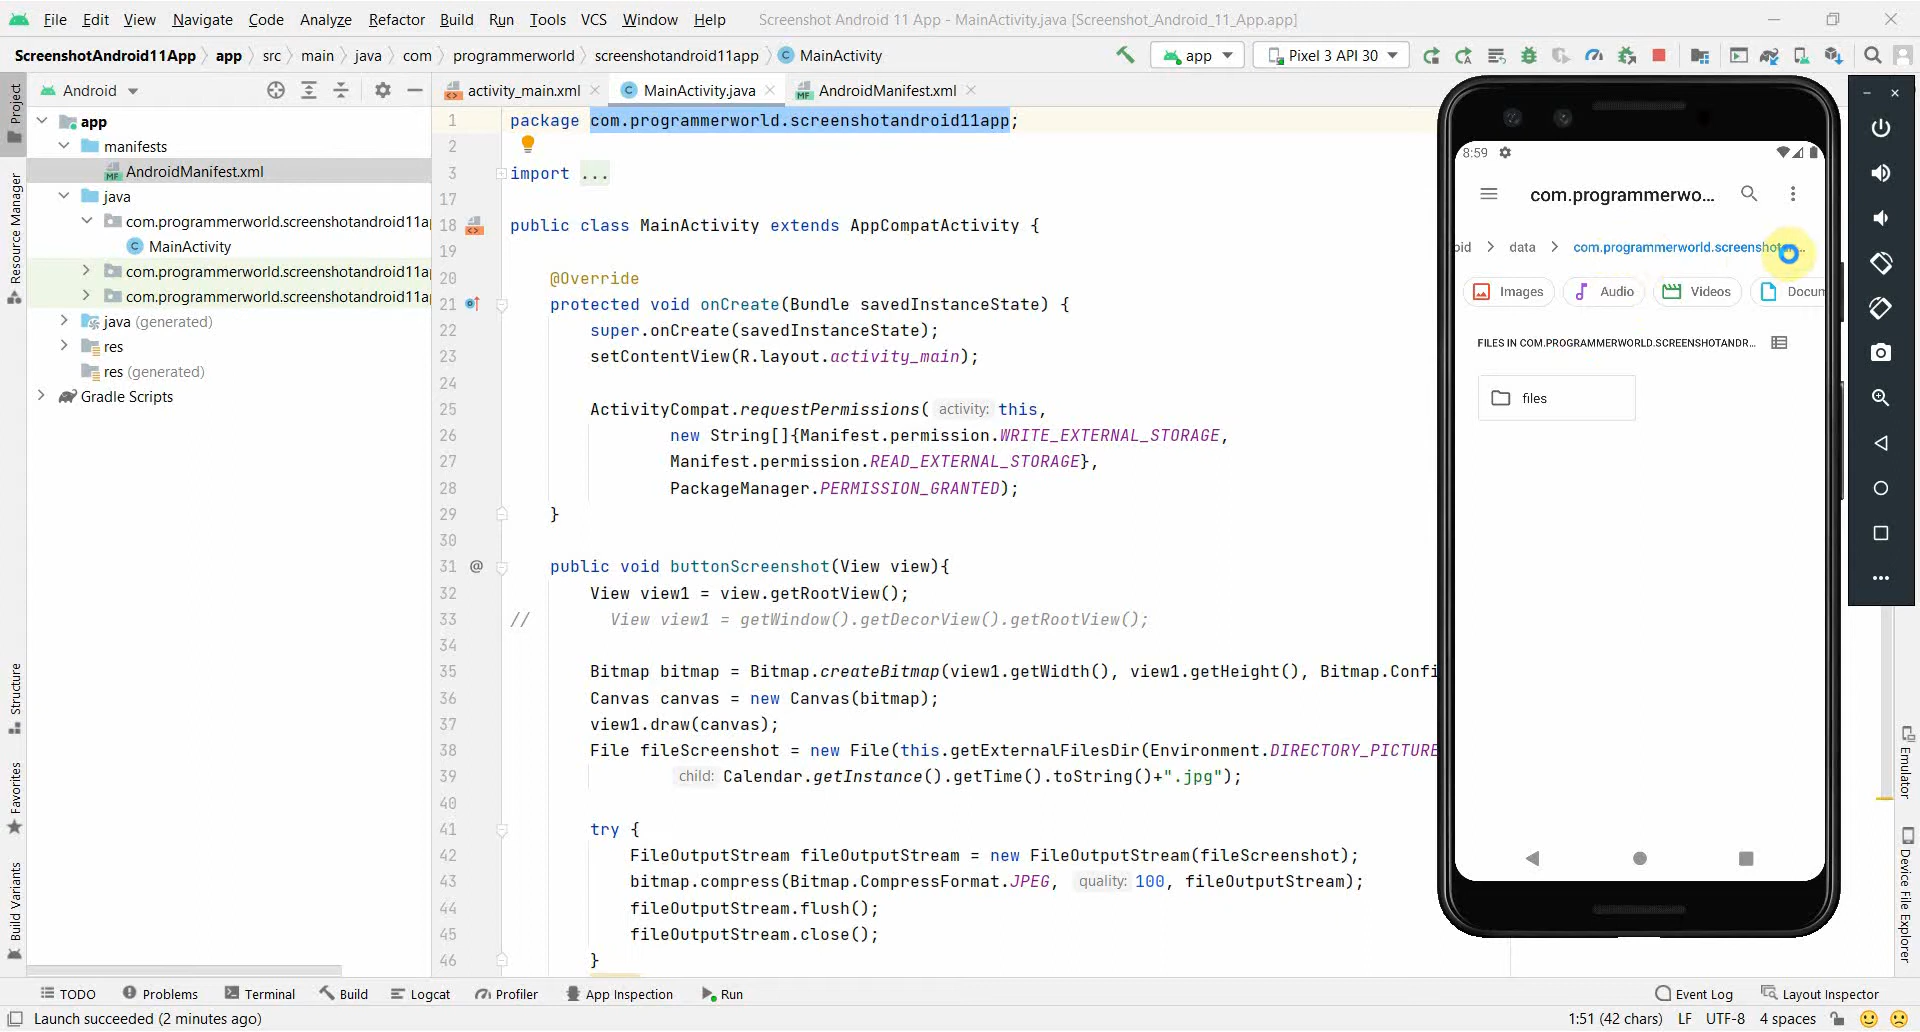 File Edit View Navigate Code Analyze Refactor Build Run Tools VCS Window Help Screenshot Android 11 App - MainActivity.java [Screenshot_Android_11_App.app]
ScreenshotAndroid11App app src main java com programmerworld screenshotandroid11app MainActivity app Pixel 3 API 30
Project
Resource Manager
Structure
Favorites
Build Variants
Android
app
manifests
AndroidManifest.xml
java
com.programmerworld.screenshotandroid11a
MainActivity
com.programmerworld.screenshotandroid11a
com.programmerworld.screenshotandroid11a
java (generated)
res
res (generated)
Gradle Scripts
activity_main.xml MainActivity.java AndroidManifest.xml
1 package com.programmerworld.screenshotandroid11app;
2
3 import ...
17
18 public class MainActivity extends AppCompatActivity {
19
20 @Override
21 protected void onCreate(Bundle savedInstanceState) {
22 super.onCreate(savedInstanceState);
23 setContentView(R.layout.activity_main);
24
25 ActivityCompat.requestPermissions( activity: this,
26 new String[]{Manifest.permission.WRITE_EXTERNAL_STORAGE,
27 Manifest.permission.READ_EXTERNAL_STORAGE},
28 PackageManager.PERMISSION_GRANTED);
29 }
30
31 @ public void buttonScreenshot(View view){
32 View view1 = view.getRootView();
33 // View view1 = getWindow().getDecorView().getRootView();
34
35 Bitmap bitmap = Bitmap.createBitmap(view1.getWidth(), view1.getHeight(), Bitmap.Confi
36 Canvas canvas = new Canvas(bitmap);
37 view1.draw(canvas);
38 File fileScreenshot = new File(this.getExternalFilesDir(Environment.DIRECTORY_PICTURE
39 child: Calendar.getInstance().getTime().toString()+".jpg");
40
41 try {
42 FileOutputStream fileOutputStream = new FileOutputStream(fileScreenshot);
43 bitmap.compress(Bitmap.CompressFormat.JPEG, quality: 100, fileOutputStream);
44 fileOutputStream.flush();
45 fileOutputStream.close();
46 }
8:59
com.programmerwo...
oid data com.programmerworld.screenshot
Images Audio Videos Docum
FILES IN COM.PROGRAMMERWORLD.SCREENSHOTANDR...
files
Emulator
Device File Explorer
TODO Problems Terminal Build Logcat Profiler App Inspection Run Event Log Layout Inspector
Launch succeeded (2 minutes ago) 1:51 (42 chars) LF UTF-8 4 spaces